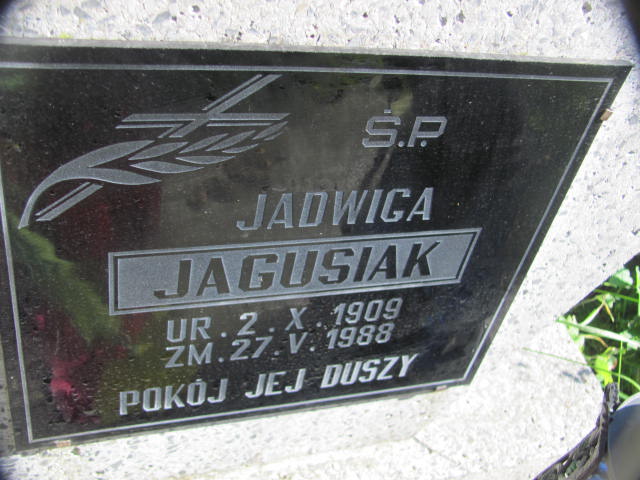 Ś.P.
JADWIGA
JAGUSIAK
UR. 2. X. 1909
ZM. 27. V. 1988
POKÓJ JEJ DUSZY